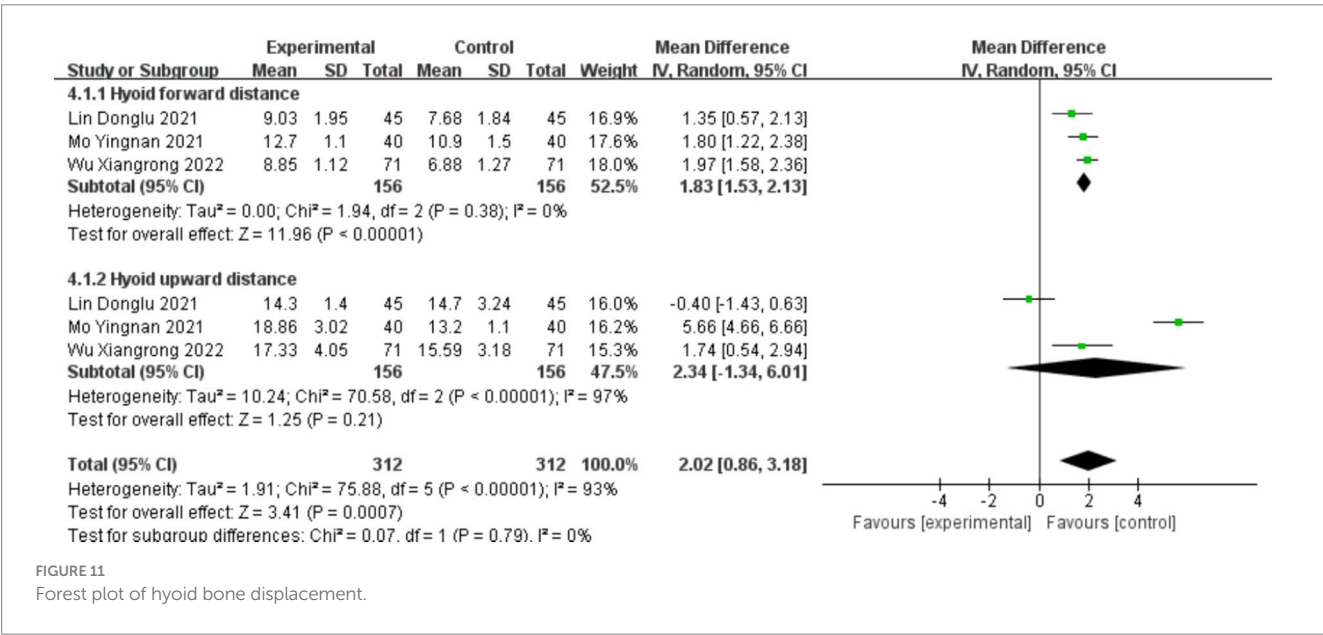 Experimental Control Mean Difference Mean Difference
Study or Subgroup Mean SD Total Mean SD Total Weight IV, Random, 95% CI IV, Random, 95% CI
4.1.1 Hyoid forward distance
Lin Donglu 2021 9.03 1.95 45 7.68 1.84 45 16.9% 1.35 [0.57, 2.13]
Mo Yingnan 2021 12.7 1.1 40 10.9 1.5 40 17.6% 1.80 [1.22, 2.38]
Wu Xiangrong 2022 8.85 1.12 71 6.88 1.27 71 18.0% 1.97 [1.58, 2.36]
Subtotal (95% CI) 156 156 52.5% 1.83 [1.53, 2.13]
Heterogeneity: Tau² = 0.00; Chi² = 1.94, df = 2 (P = 0.38); I² = 0%
Test for overall effect: Z = 11.96 (P < 0.00001)
4.1.2 Hyoid upward distance
Lin Donglu 2021 14.3 1.4 45 14.7 3.24 45 16.0% -0.40 [-1.43, 0.63]
Mo Yingnan 2021 18.86 3.02 40 13.2 1.1 40 16.2% 5.66 [4.66, 6.66]
Wu Xiangrong 2022 17.33 4.05 71 15.59 3.18 71 15.3% 1.74 [0.54, 2.94]
Subtotal (95% CI) 156 156 47.5% 2.34 [-1.34, 6.01]
Heterogeneity: Tau² = 10.24; Chi² = 70.58, df = 2 (P < 0.00001); I² = 97%
Test for overall effect: Z = 1.25 (P = 0.21)
Total (95% CI) 312 312 100.0% 2.02 [0.86, 3.18]
Heterogeneity: Tau² = 1.91; Chi² = 75.88, df = 5 (P < 0.00001); I² = 93%
Test for overall effect: Z = 3.41 (P = 0.0007)
Test for subgroup differences: Chi² = 0.07, df = 1 (P = 0.79), I² = 0%
-4 -2 0 2 4
Favours [experimental] Favours [control]
FIGURE 11
Forest plot of hyoid bone displacement.